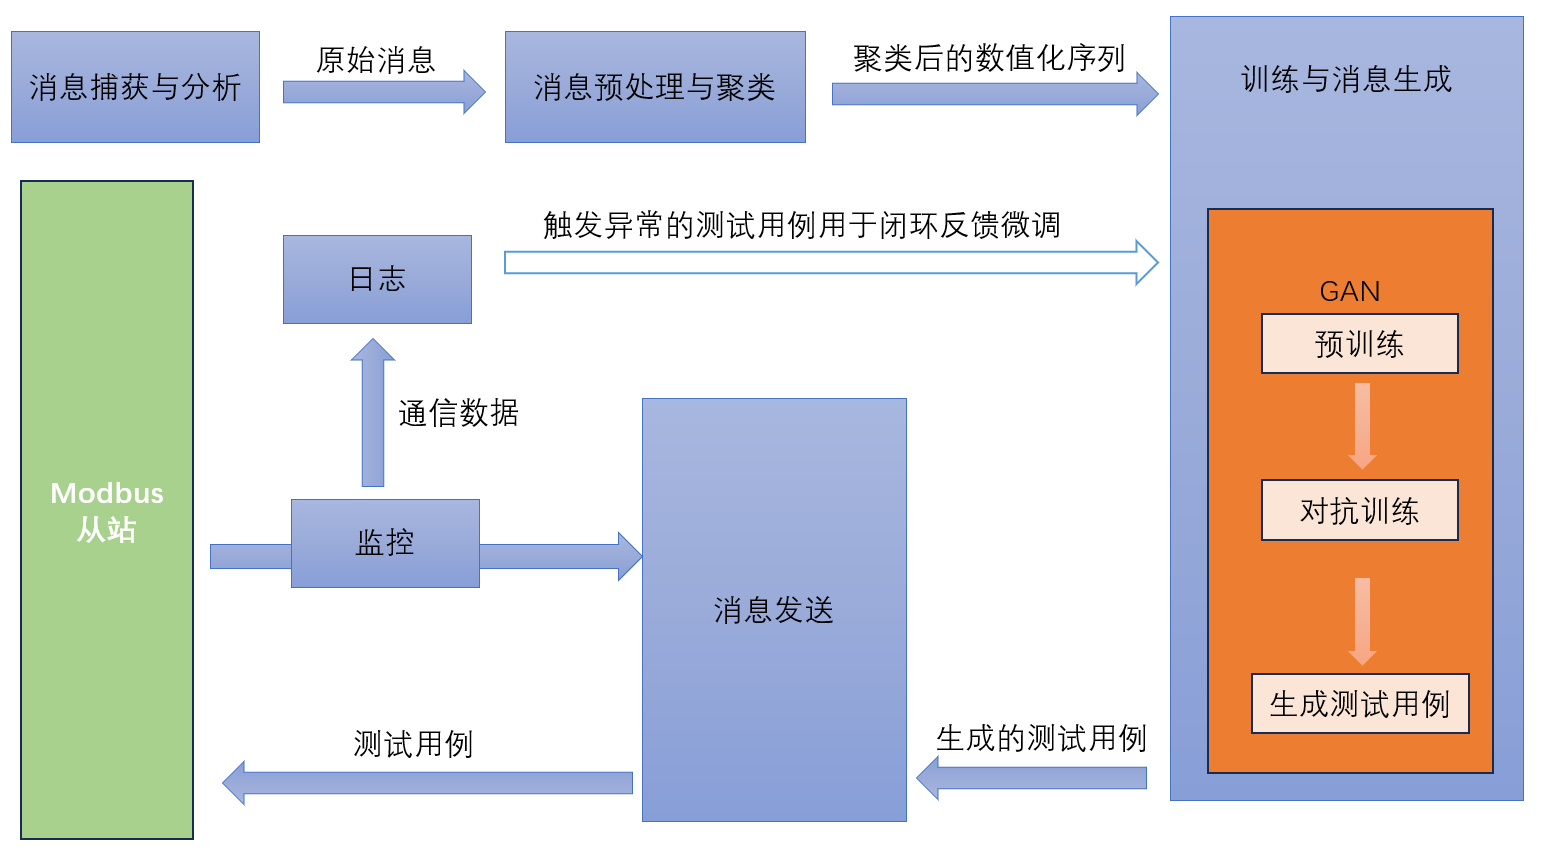 消息捕获与分析
原始消息
消息预处理与聚类
聚类后的数值化序列
训练与消息生成
触发异常的测试用例用于闭环反馈微调
日志
GAN
预训练
通信数据
Modbus
从站
监控
对抗训练
消息发送
测试用例
生成的测试用例
生成测试用例